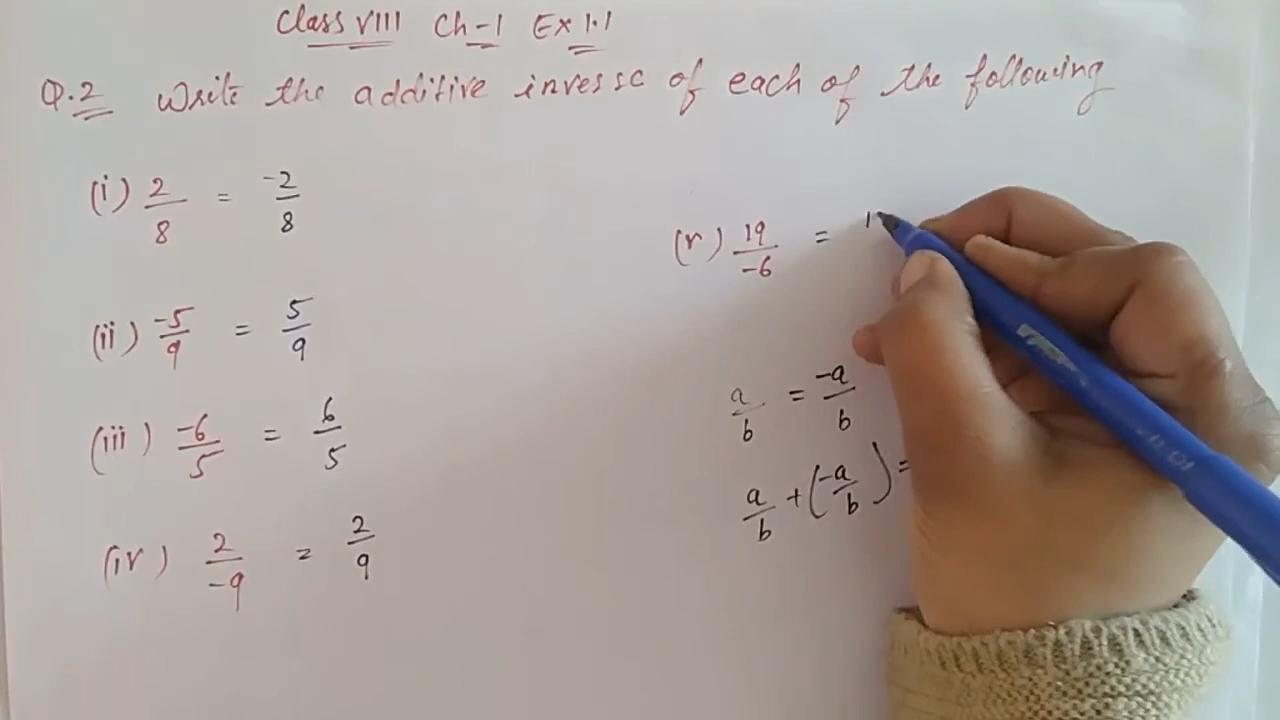 Class VIII Ch-1 Ex 1.1
Q.2 Write the additive inverse of each of the following
(i) 2/8 = -2/8
(ii) -5/9 = 5/9
(iii) -6/5 = 6/5
(iv) 2/-9 = 2/9
(v) 19/-6 = 1
a/b = -a/b
a/b + (-a/b) =